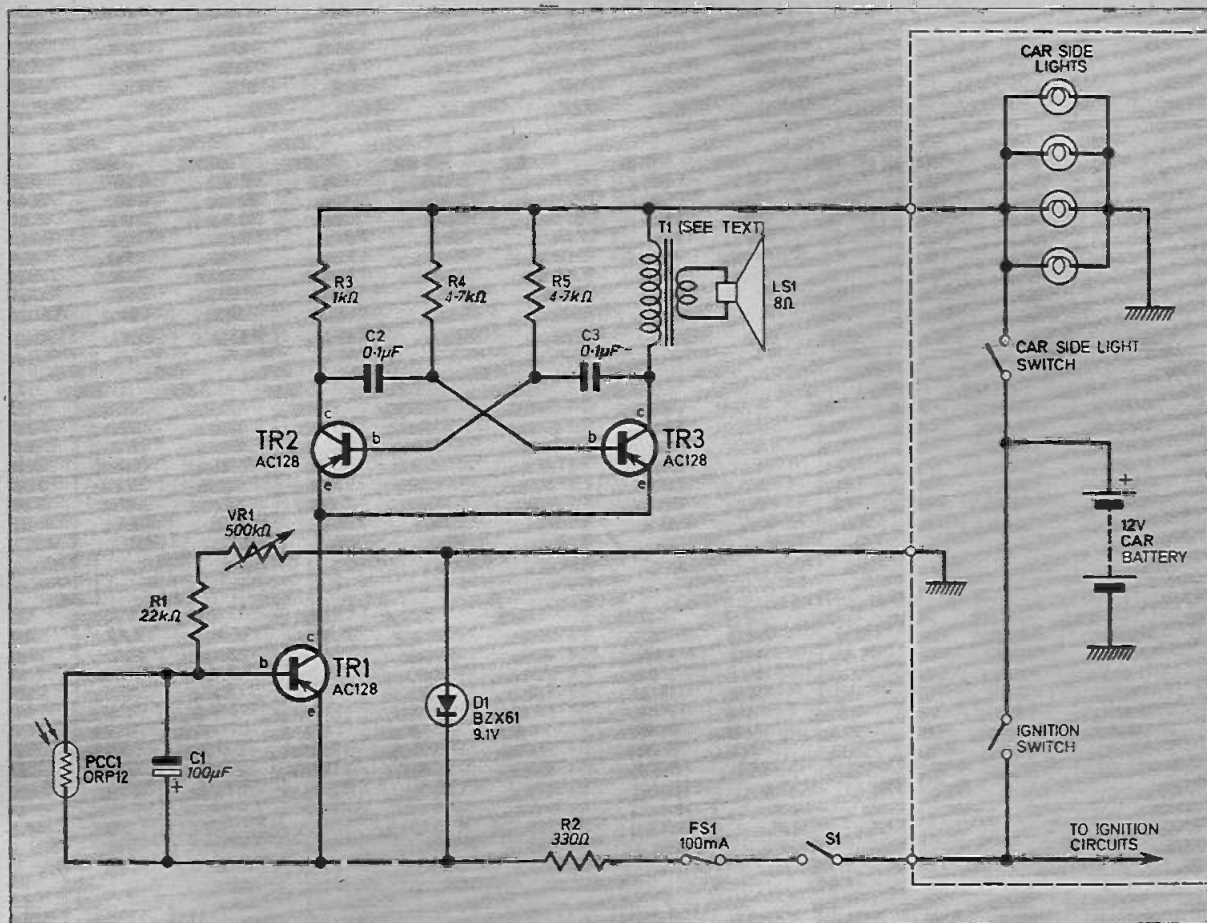 CAR SIDE
LIGHTS
T1 (SEE TEXT)
R3
1kΩ
R4
4·7kΩ
R5
4·7kΩ
LS1
8Ω
C2
0·1µF
C3
0·1µF
CAR SIDE LIGHT
SWITCH
c
TR2
AC128
b
e
c
b
TR3
AC128
e
+
12V
CAR
BATTERY
VR1
500kΩ
R1
22kΩ
c
b
TR1
AC128
e
D1
BZX61
9.1V
IGNITION
SWITCH
PCC1
ORP12
C1
100µF
+
R2
330Ω
FS1
100mA
S1
TO IGNITION
CIRCUITS